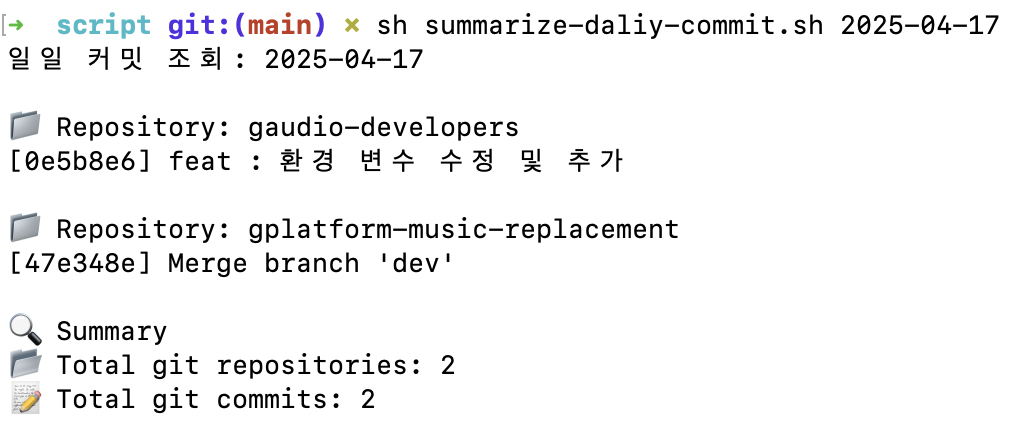 [➜  script git:(main) ✗ sh summarize-daliy-commit.sh 2025-04-17
일일 커밋 조회: 2025-04-17
📁 Repository: gaudio-developers
[0e5b8e6] feat : 환경 변수 수정 및 추가
📁 Repository: gplatform-music-replacement
[47e348e] Merge branch 'dev'
🔍 Summary
📂 Total git repositories: 2
📝 Total git commits: 2